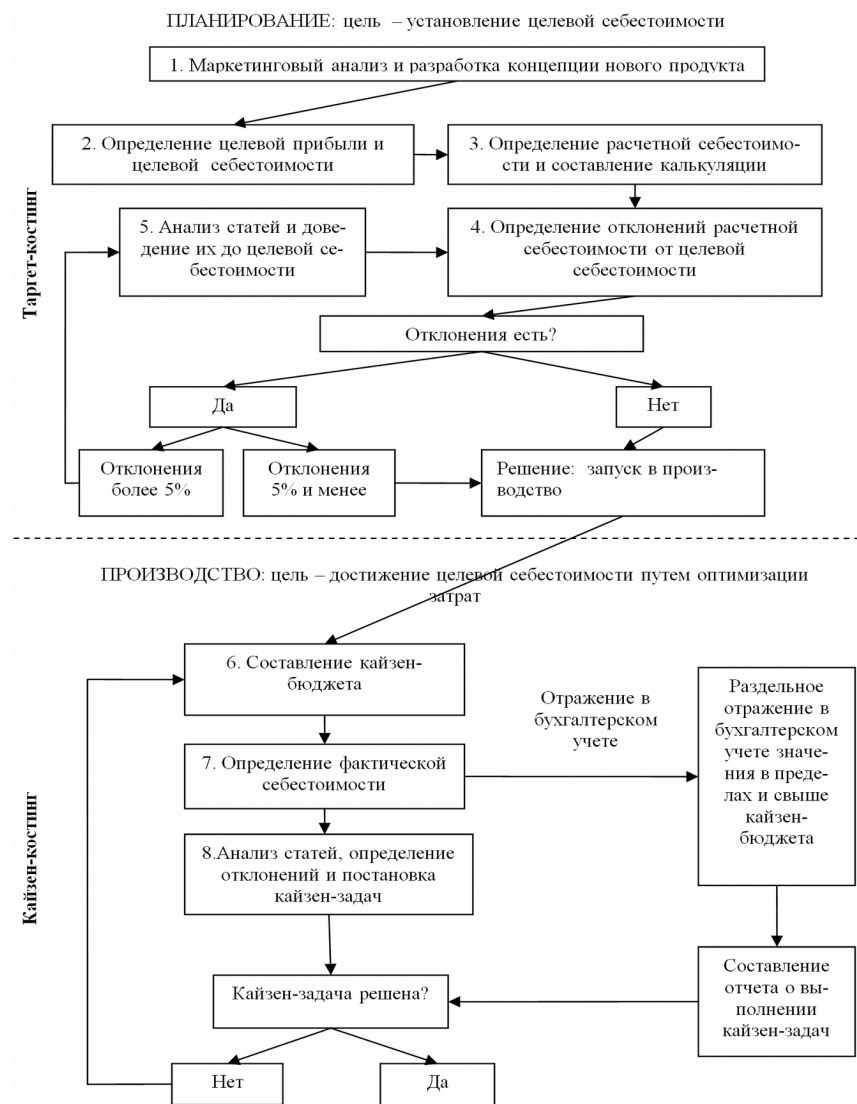 ПЛАНИРОВАНИЕ: цель – установление целевой себестоимости
1. Маркетинговый анализ и разработка концепции нового продукта
2. Определение целевой прибыли и
целевой себестоимости
3. Определение расчетной себестоимо-
сти и составление калькуляции
5. Анализ статей и дове-
дение их до целевой се-
бестоимости
4. Определение отклонений расчетной
себестоимости от целевой
себестоимости
Таргет-костинг
Отклонения есть?
Да
Нет
Отклонения
более 5%
Отклонения
5% и менее
Решение: запуск в произ-
водство
ПРОИЗВОДСТВО: цель – достижение целевой себестоимости путем оптимизации
затрат
6. Составление кайзен-
бюджета
Отражение в
бухгалтерском
учете
Раздельное
отражение в
бухгалтерском
учете значе-
ния в преде-
лах и свыше
кайзен-
бюджета
7. Определение фактической
себестоимости
8.Анализ статей, определение
отклонений и постановка
кайзен-задач
Кайзен-костинг
Составление
отчета о вы-
полнении
кайзен-задач
Кайзен-задача решена?
Нет
Да